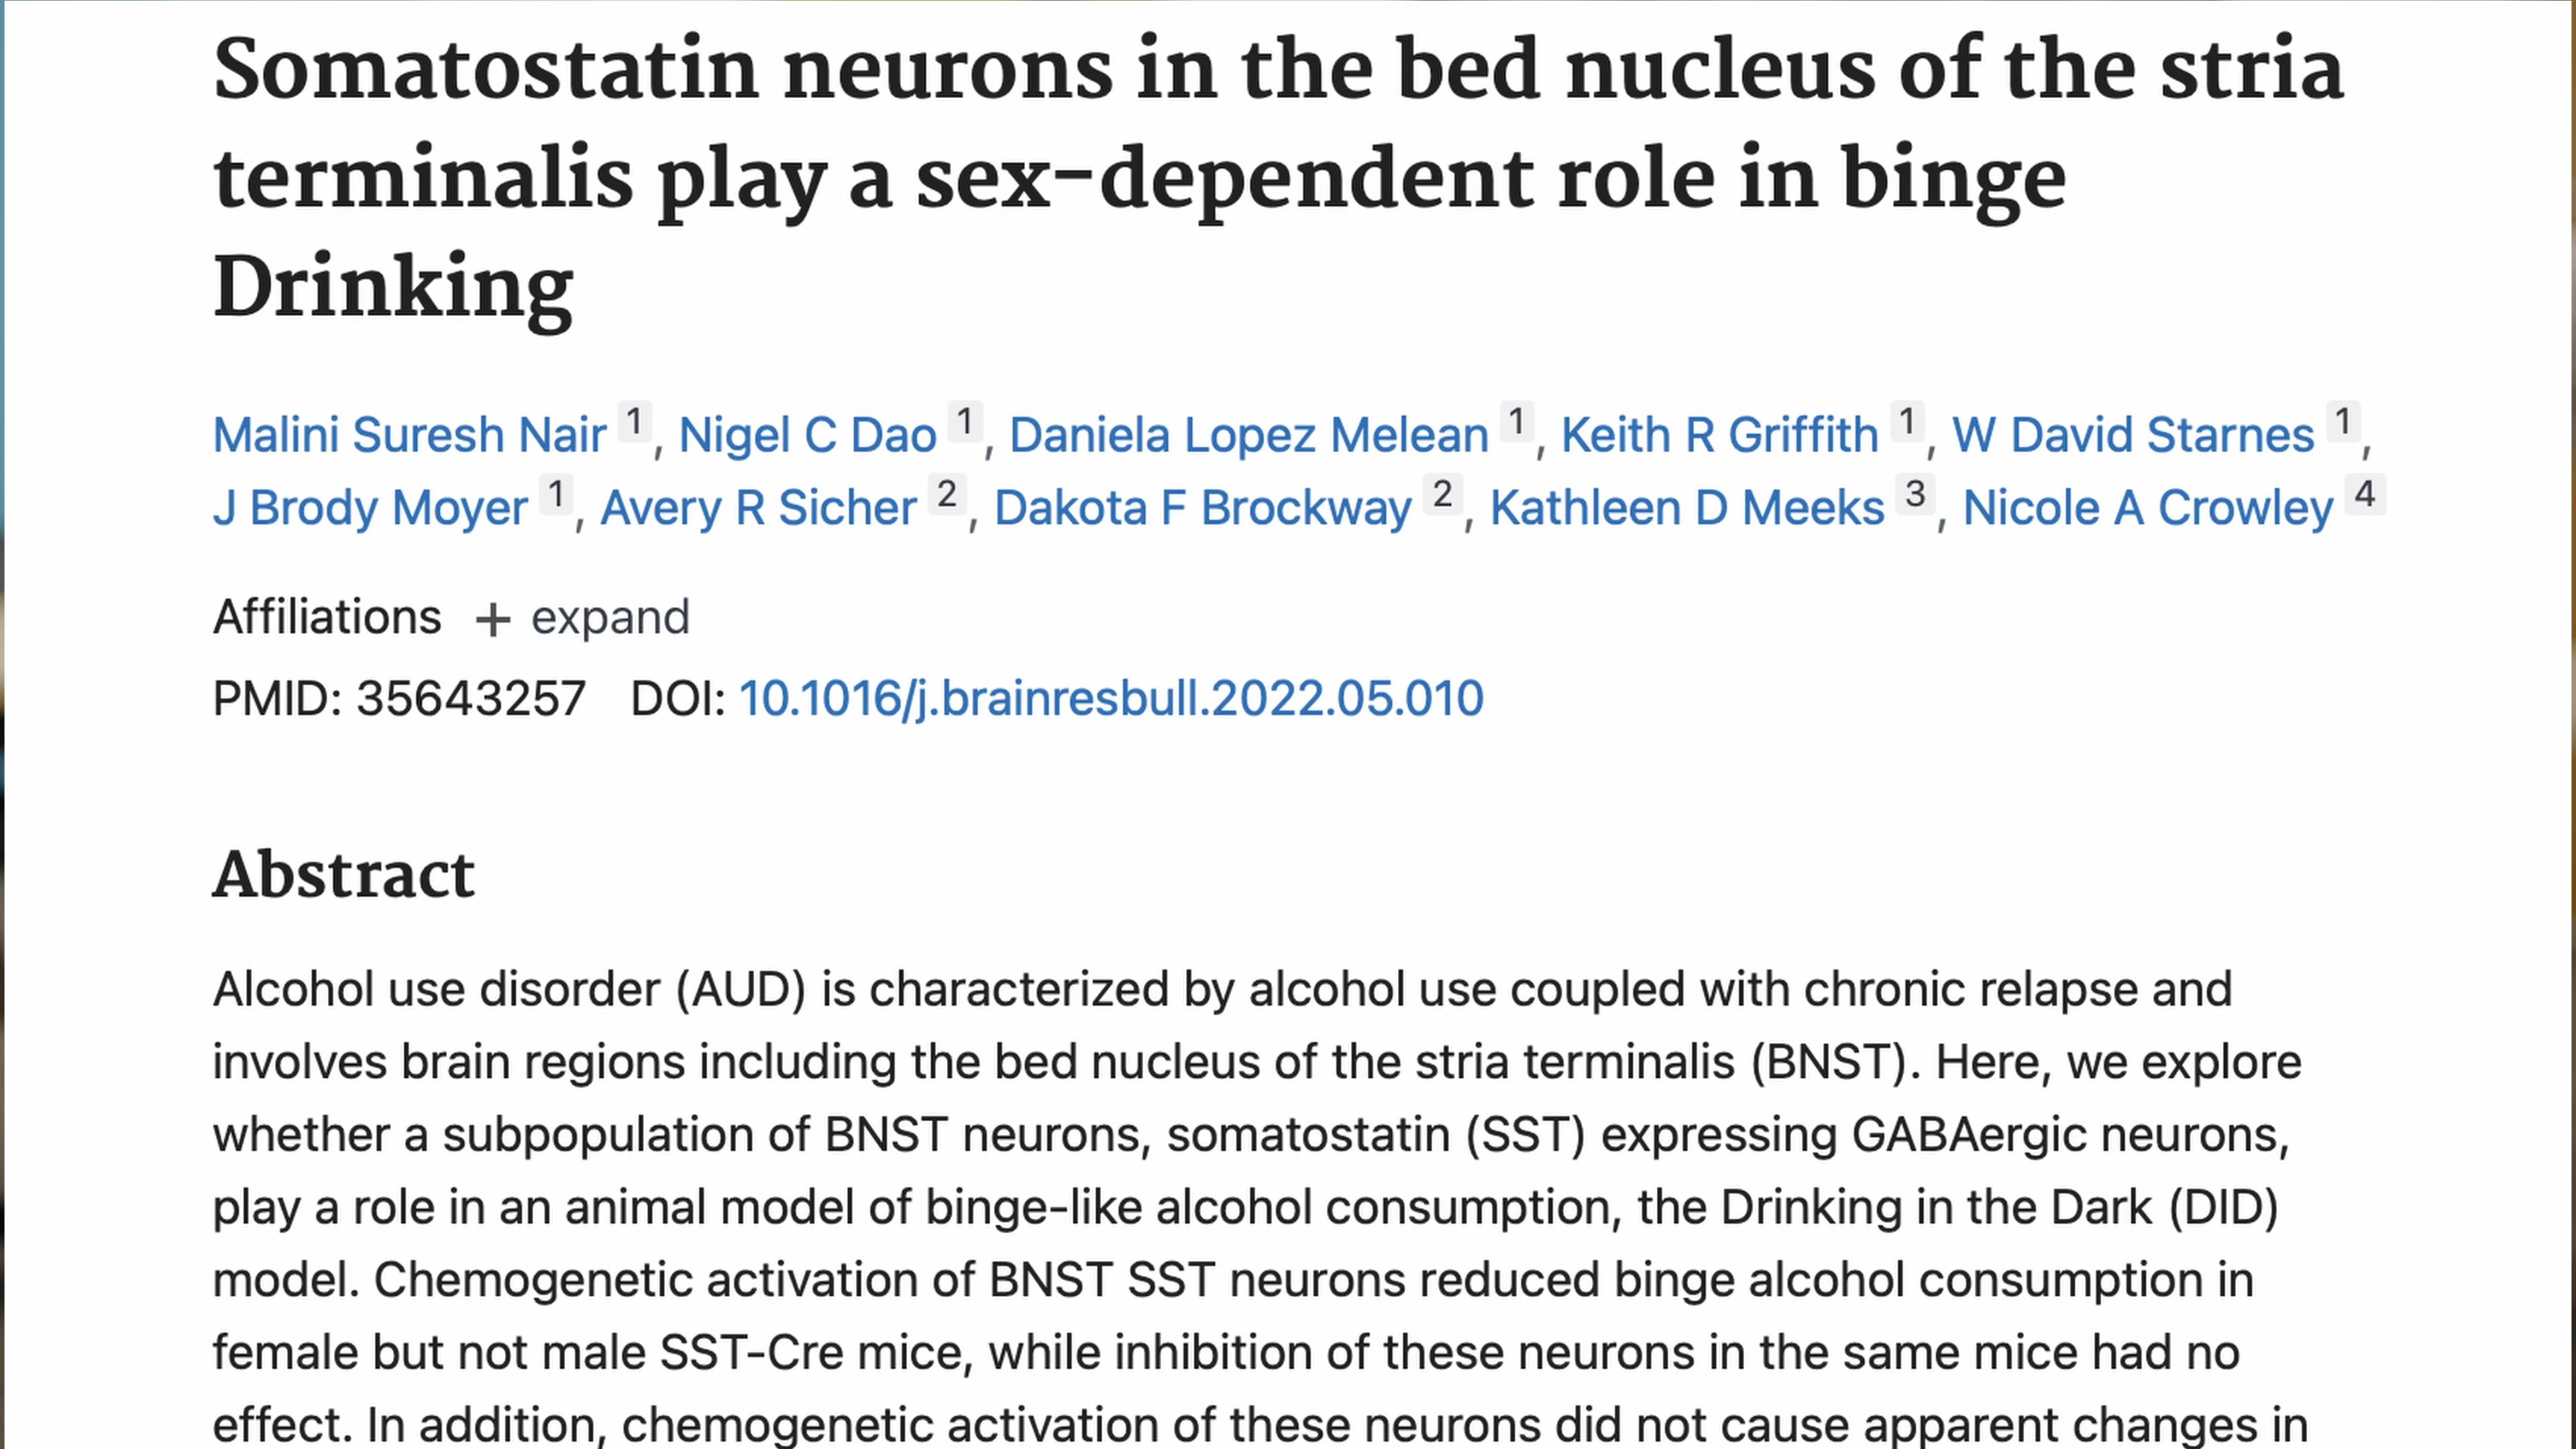 Somatostatin neurons in the bed nucleus of the stria
terminalis play a sex-dependent role in binge
Drinking
Malini Suresh Nair 1, Nigel C Dao 1, Daniela Lopez Melean 1, Keith R Griffith 1, W David Starnes 1,
J Brody Moyer 1, Avery R Sicher 2, Dakota F Brockway 2, Kathleen D Meeks 3, Nicole A Crowley 4
Affiliations + expand
PMID: 35643257 DOI: 10.1016/j.brainresbull.2022.05.010
Abstract
Alcohol use disorder (AUD) is characterized by alcohol use coupled with chronic relapse and
involves brain regions including the bed nucleus of the stria terminalis (BNST). Here, we explore
whether a subpopulation of BNST neurons, somatostatin (SST) expressing GABAergic neurons,
play a role in an animal model of binge-like alcohol consumption, the Drinking in the Dark (DID)
model. Chemogenetic activation of BNST SST neurons reduced binge alcohol consumption in
female but not male SST-Cre mice, while inhibition of these neurons in the same mice had no
effect. In addition, chemogenetic activation of these neurons did not cause apparent changes in